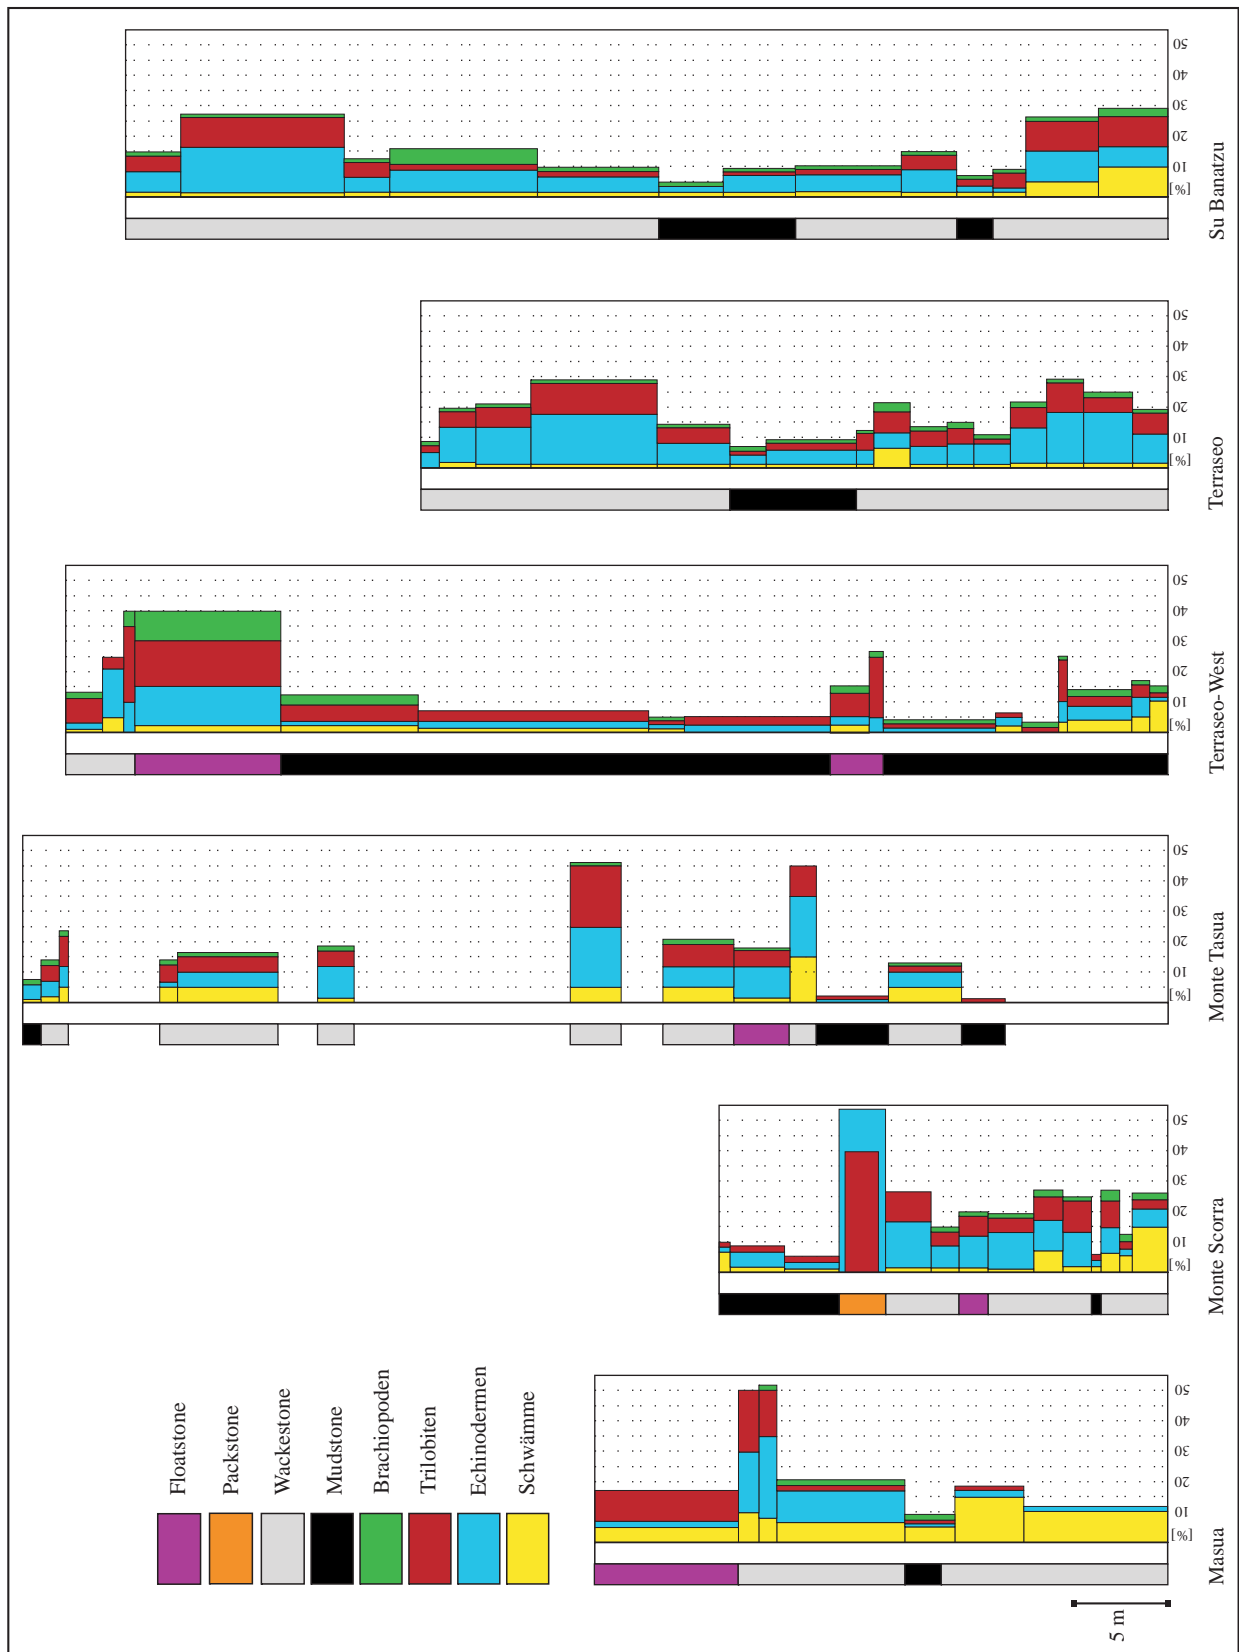 50
40
30
20
10
[%]
Su Banatzu
50
40
30
20
10
[%]
Terraseo
50
40
30
20
10
[%]
Terraseo-West
50
40
30
20
10
[%]
Monte Tasua
50
40
30
20
10
[%]
Monte Scorra
50
40
30
20
10
[%]
Masua
Floatstone
Packstone
Wackestone
Mudstone
Brachiopoden
Trilobiten
Echinodermen
Schwämme
5 m